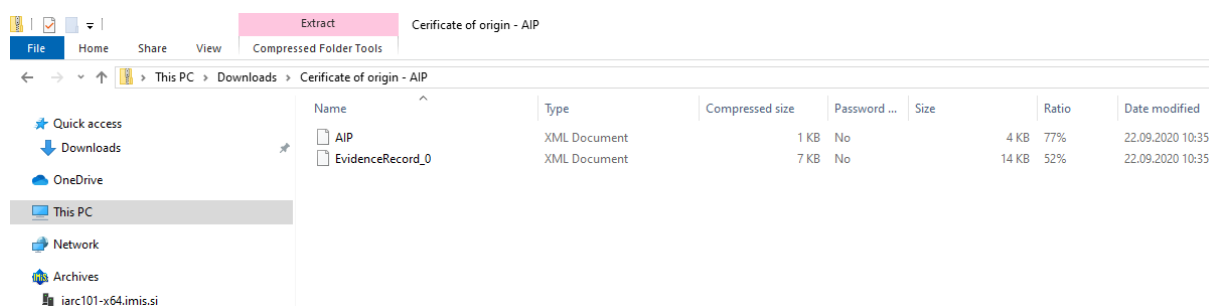 Extract Cerificate of origin - AIP
File Home Share View Compressed Folder Tools
This PC > Downloads > Cerificate of origin - AIP
Name Type Compressed size Password ... Size Ratio Date modified
Quick access
Downloads
AIP XML Document 1 KB No 4 KB 77% 22.09.2020 10:35
EvidenceRecord_0 XML Document 7 KB No 14 KB 52% 22.09.2020 10:35
OneDrive
This PC
Network
Archives
iarc101-x64.imis.si